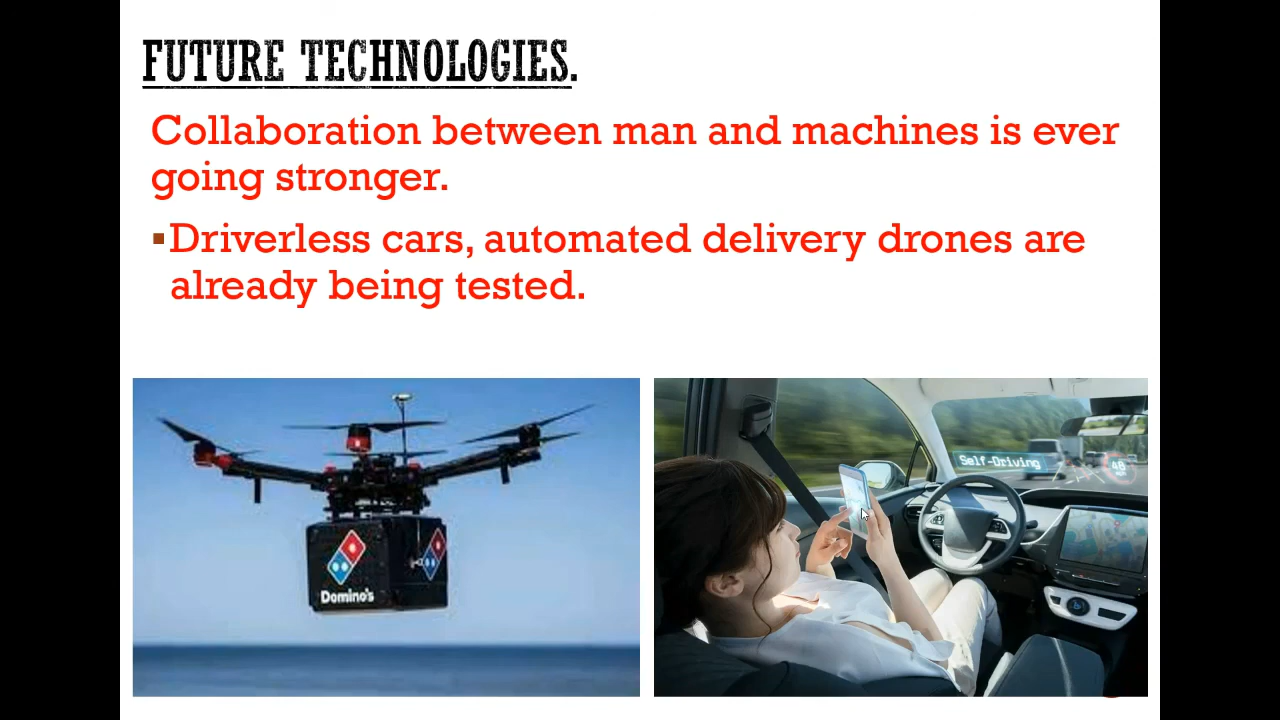 FUTURE TECHNOLOGIES.
Collaboration between man and machines is ever
going stronger.
▪Driverless cars, automated delivery drones are
already being tested.
Domino's
Self-Driving